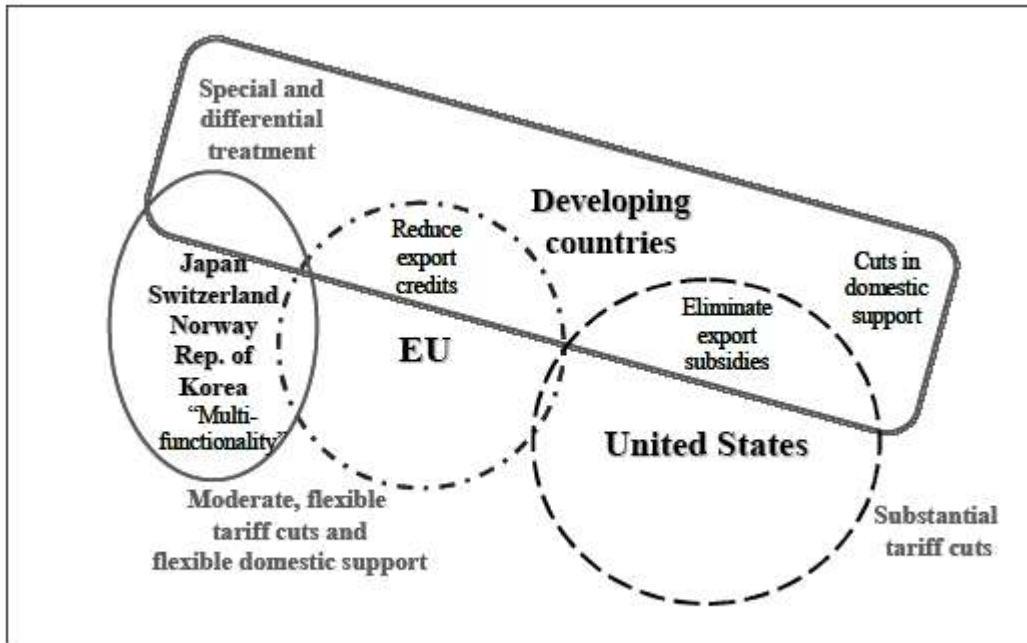 Special and
differential
treatment
Developing
countries
Reduce
export
credits
Cuts in
domestic
support
Japan
Switzerland
Norway
Rep. of
Korea
“Multi-
functionality”
EU
Eliminate
export
subsidies
United States
Moderate, flexible
tariff cuts and
flexible domestic support
Substantial
tariff cuts